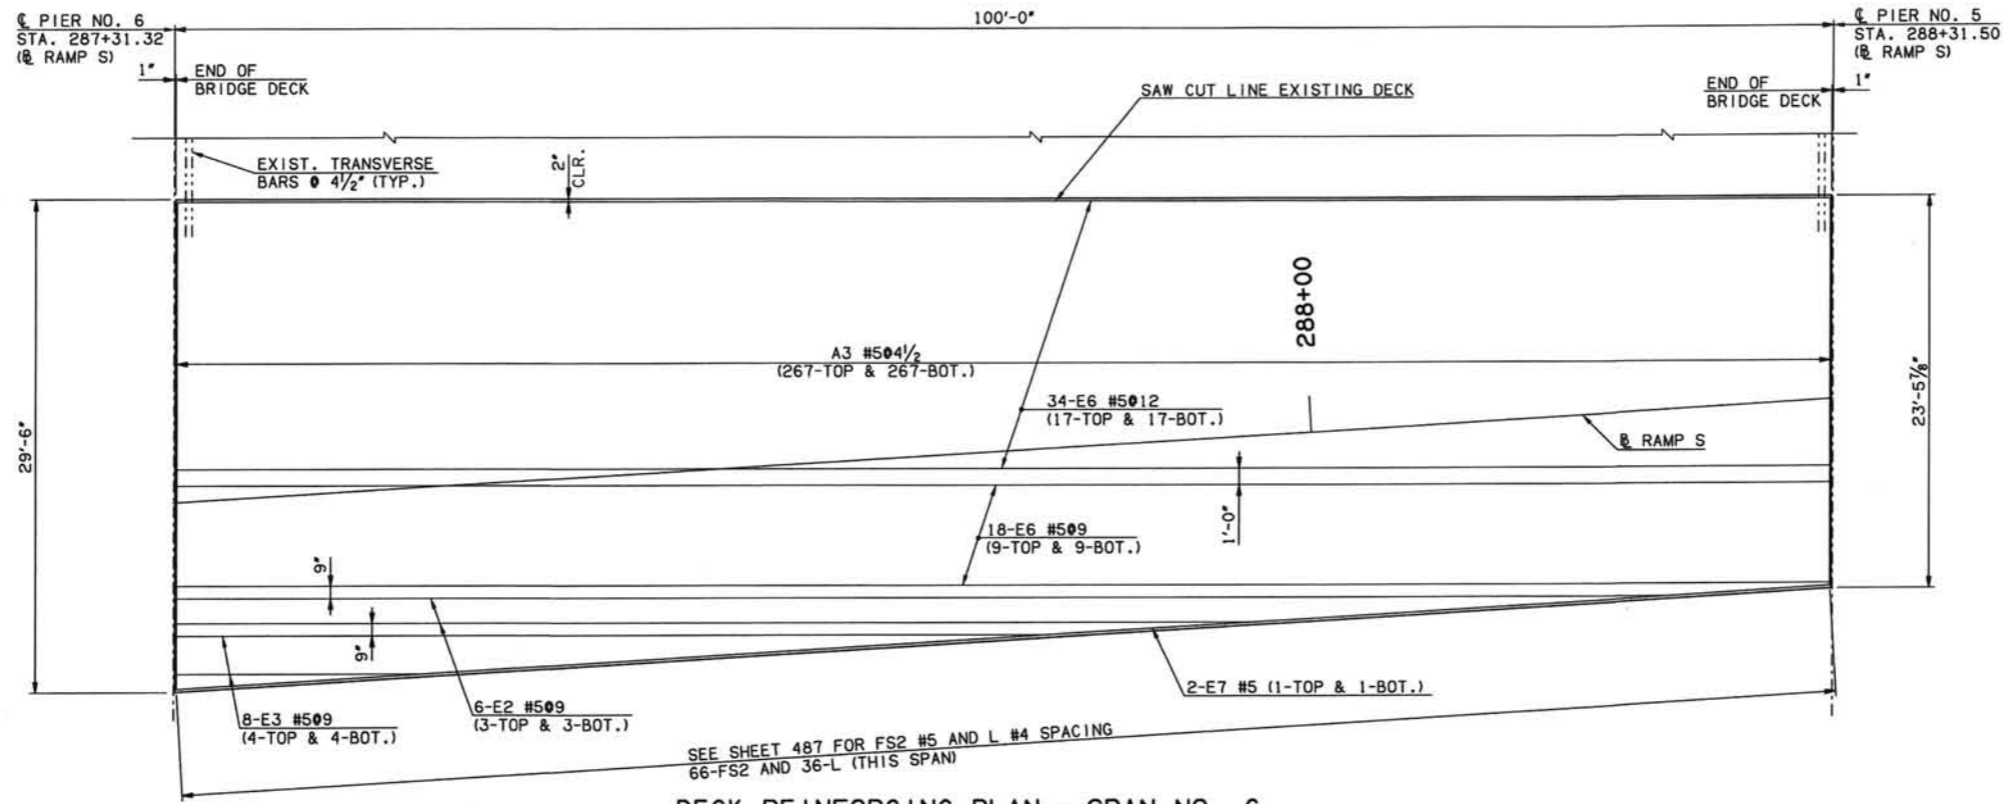 ℄ PIER NO. 6
STA. 287+31.32
(℄ RAMP S)
100'-0"
℄ PIER NO. 5
STA. 288+31.50
(℄ RAMP S)
1"
END OF
BRIDGE DECK
SAW CUT LINE EXISTING DECK
END OF
BRIDGE DECK
1"
EXIST. TRANSVERSE
BARS @ 4½" (TYP.)
2"
CLR.
288+00
A3 #5@4½
(267-TOP & 267-BOT.)
34-E6 #5@12
(17-TOP & 17-BOT.)
29'-6"
23'-5⅞"
℄ RAMP S
18-E6 #5@9
(9-TOP & 9-BOT.)
1'-0"
9"
9"
8-E3 #5@9
(4-TOP & 4-BOT.)
6-E2 #5@9
(3-TOP & 3-BOT.)
2-E7 #5 (1-TOP & 1-BOT.)
SEE SHEET 487 FOR FS2 #5 AND L #4 SPACING
66-FS2 AND 36-L (THIS SPAN)
DECK REINFORCING PLAN - SPAN NO. 6